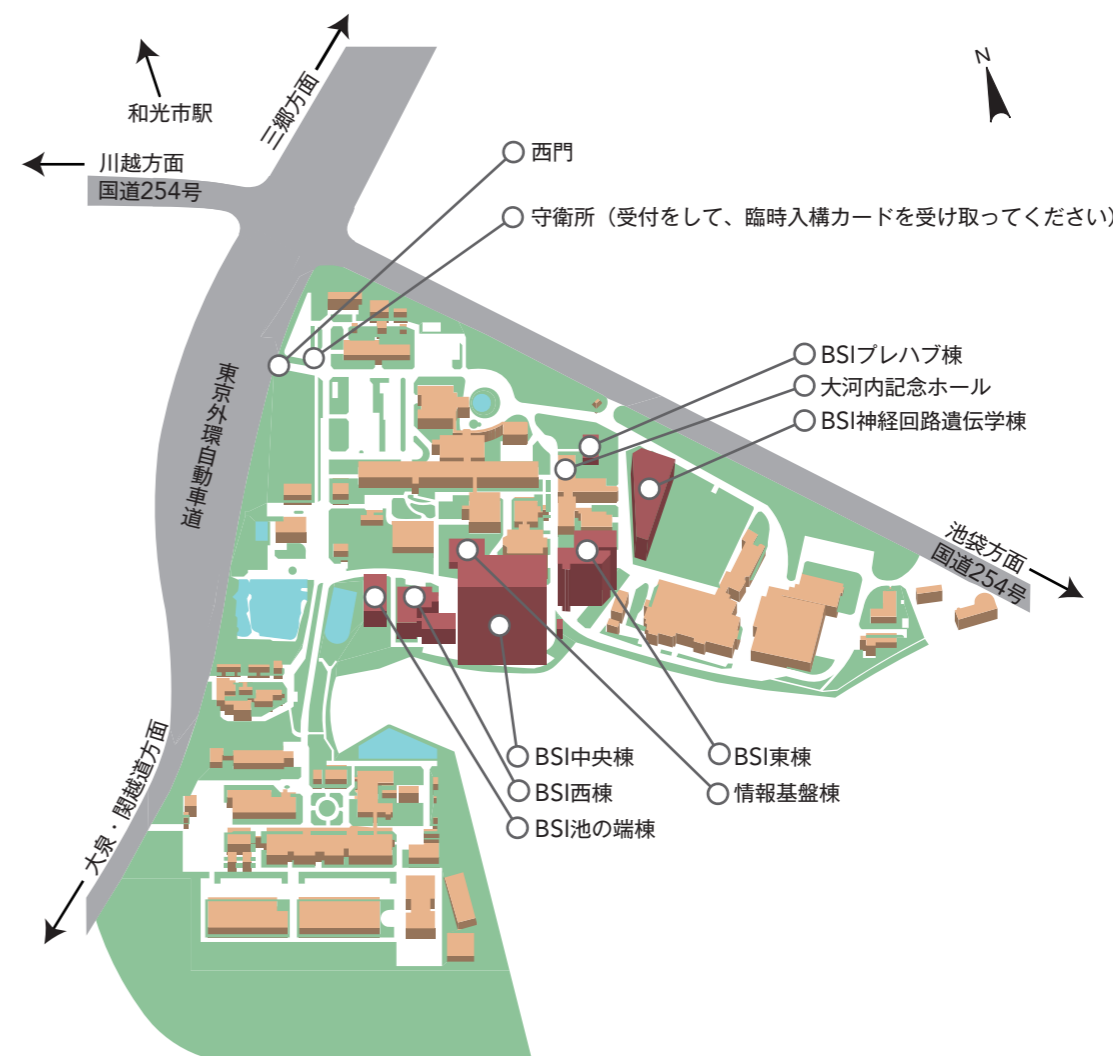 N
和光市駅
三郷方面
川越方面
国道254号
西門
守衛所（受付をして、臨時入構カードを受け取ってください）
BSIプレハブ棟
大河内記念ホール
BSI神経回路遺伝学棟
東京外環自動車道
池袋方面
国道254号
大泉・関越道方面
BSI中央棟
BSI西棟
BSI池の端棟
BSI東棟
情報基盤棟